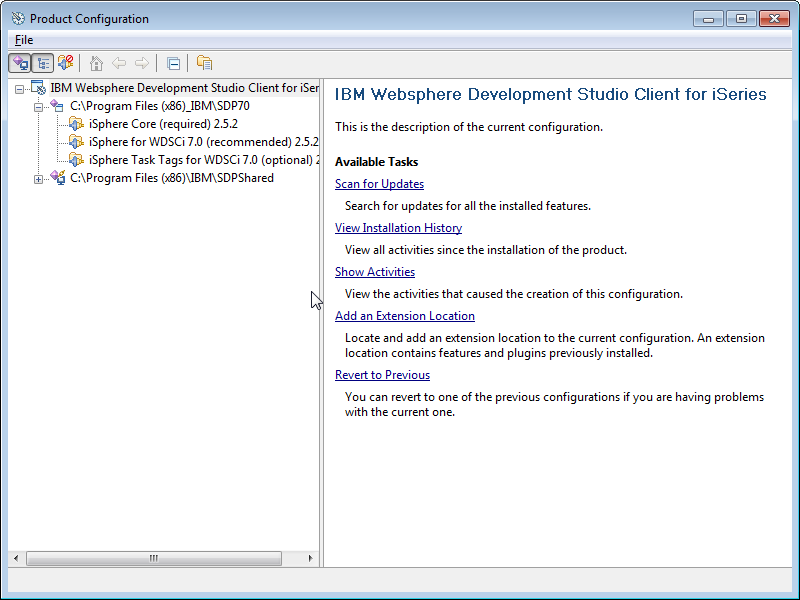 Product Configuration
File
IBM Websphere Development Studio Client for iSer
C:\Program Files (x86)_IBM\SDP70
iSphere Core (required) 2.5.2
iSphere for WDSCi 7.0 (recommended) 2.5.2
iSphere Task Tags for WDSCi 7.0 (optional) 2
C:\Program Files (x86)\IBM\SDPShared
IBM Websphere Development Studio Client for iSeries
This is the description of the current configuration.
Available Tasks
Scan for Updates
Search for updates for all the installed features.
View Installation History
View all activities since the installation of the product.
Show Activities
View the activities that caused the creation of this configuration.
Add an Extension Location
Locate and add an extension location to the current configuration. An extension
location contains features and plugins previously installed.
Revert to Previous
You can revert to one of the previous configurations if you are having problems
with the current one.